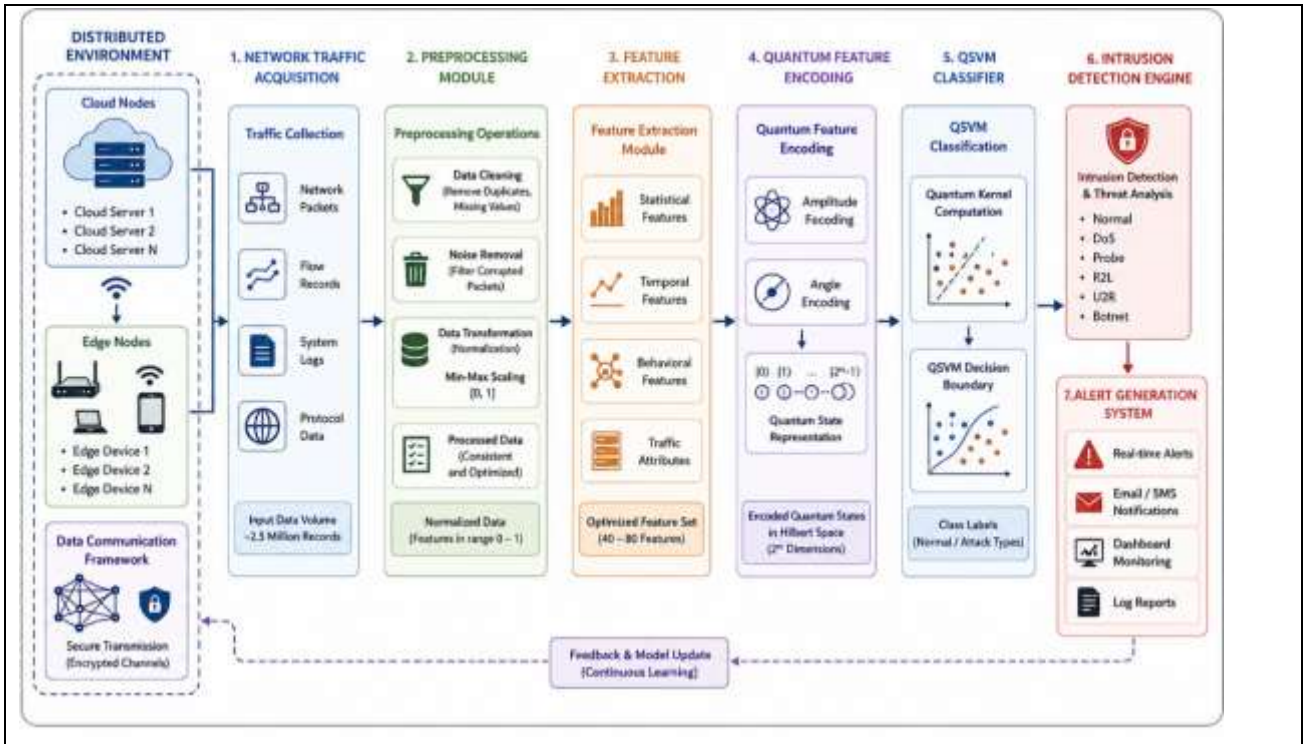 DISTRIBUTED
ENVIRONMENT
Cloud Nodes
• Cloud Server 1
• Cloud Server 2
• Cloud Server N
Edge Nodes
• Edge Device 1
• Edge Device 2
• Edge Device N
Data Communication
Framework
Secure Transmission
(Encrypted Channels)
1. NETWORK TRAFFIC
ACQUISITION
Traffic Collection
Network
Packets
Flow
Records
System
Logs
Protocol
Data
Input Data Volume
~2.5 Million Records
2. PREPROCESSING
MODULE
Preprocessing Operations
Data Cleaning
(Remove Duplicates,
Missing Values)
Noise Removal
(Filter Corrupted
Packets)
Data Transformation
(Normalization)
Min-Max Scaling
[0, 1]
Processed Data
(Consistent
and Optimized)
Normalized Data
(Features in range 0 – 1)
3. FEATURE
EXTRACTION
Feature Extraction
Module
Statistical
Features
Temporal
Features
Behavioral
Features
Traffic
Attributes
Optimized Feature Set
(40 – 80 Features)
4. QUANTUM FEATURE
ENCODING
Quantum Feature
Encoding
Amplitude
Encoding
Angle
Encoding
Quantum State
Representation
Encoded Quantum States
in Hilbert Space
Dimensions)
5. QSVM
CLASSIFIER
QSVM
Classification
Quantum Kernel
Computation
QSVM Decision
Boundary
Class Labels
(Normal / Attack Types)
6. INTRUSION
DETECTION ENGINE
Intrusion Detection
& Threat Analysis
• Normal
• DoS
• Probe
• R2L
• U2R
• Botnet
7.ALERT GENERATION
SYSTEM
Real-time Alerts
Email / SMS
Notifications
Dashboard
Monitoring
Log Reports
Feedback & Model Update
(Continuous Learning)